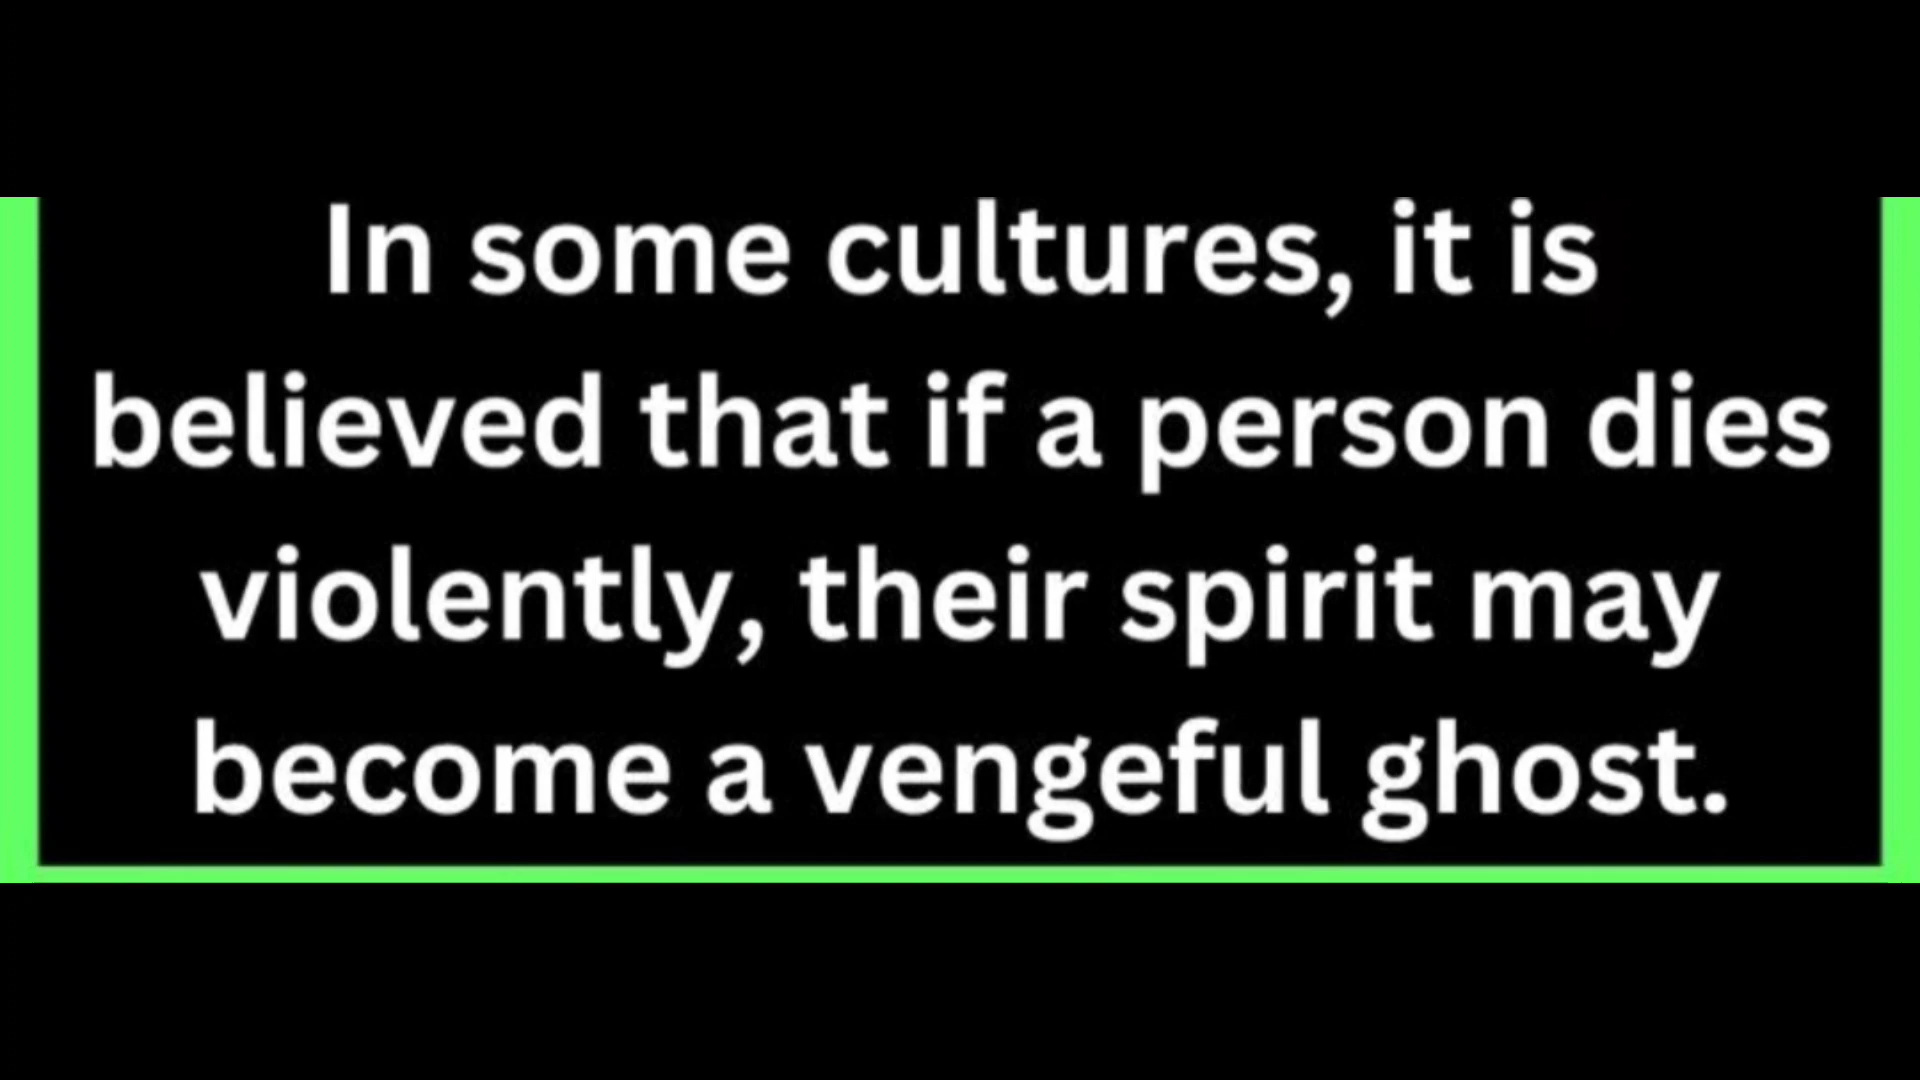 In some cultures, it is
believed that if a person dies
violently, their spirit may
become a vengeful ghost.